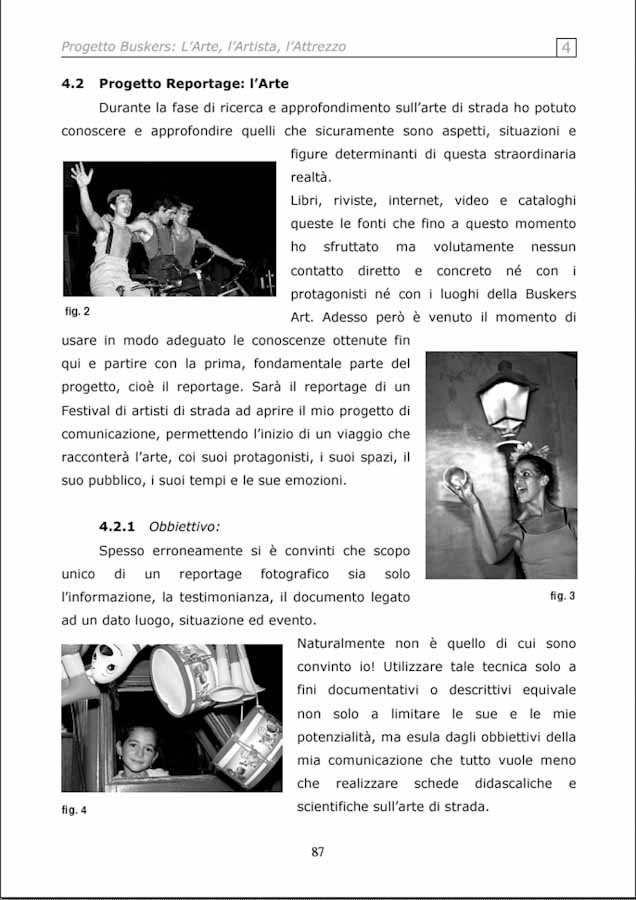 Progetto Buskers: L’Arte, l’Artista, l’Attrezzo 4
4.2 Progetto Reportage: l’Arte
Durante la fase di ricerca e approfondimento sull’arte di strada ho potuto
conoscere e approfondire quelli che sicuramente sono aspetti, situazioni e
figure determinanti di questa straordinaria
realtà.
Libri, riviste, internet, video e cataloghi
queste le fonti che fino a questo momento
ho sfruttato ma volutamente nessun
contatto diretto e concreto né con i
protagonisti né con i luoghi della Buskers
Art. Adesso però è venuto il momento di
fig. 2
usare in modo adeguato le conoscenze ottenute fin
qui e partire con la prima, fondamentale parte del
progetto, cioè il reportage. Sarà il reportage di un
Festival di artisti di strada ad aprire il mio progetto di
comunicazione, permettendo l’inizio di un viaggio che
racconterà l’arte, coi suoi protagonisti, i suoi spazi, il
suo pubblico, i suoi tempi e le sue emozioni.
4.2.1 Obbiettivo:
Spesso erroneamente si è convinti che scopo
unico di un reportage fotografico sia solo
l’informazione, la testimonianza, il documento legato
ad un dato luogo, situazione ed evento.
fig. 3
Naturalmente non è quello di cui sono
convinto io! Utilizzare tale tecnica solo a
fini documentativi o descrittivi equivale
non solo a limitare le sue e le mie
potenzialità, ma esula dagli obbiettivi della
mia comunicazione che tutto vuole meno
che realizzare schede didascaliche e
scientifiche sull’arte di strada.
fig. 4
87